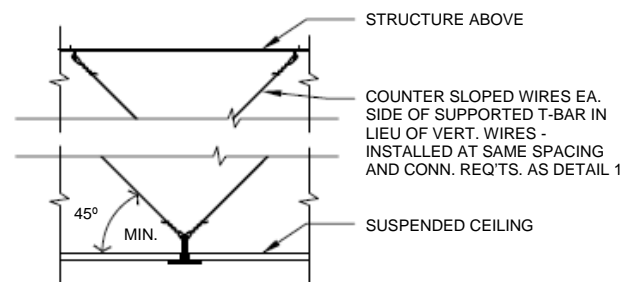 STRUCTURE ABOVE
COUNTER SLOPED WIRES EA.
SIDE OF SUPPORTED T-BAR IN
LIEU OF VERT. WIRES -
INSTALLED AT SAME SPACING
AND CONN. REQ'TS. AS DETAIL 1
45º
MIN.
SUSPENDED CEILING